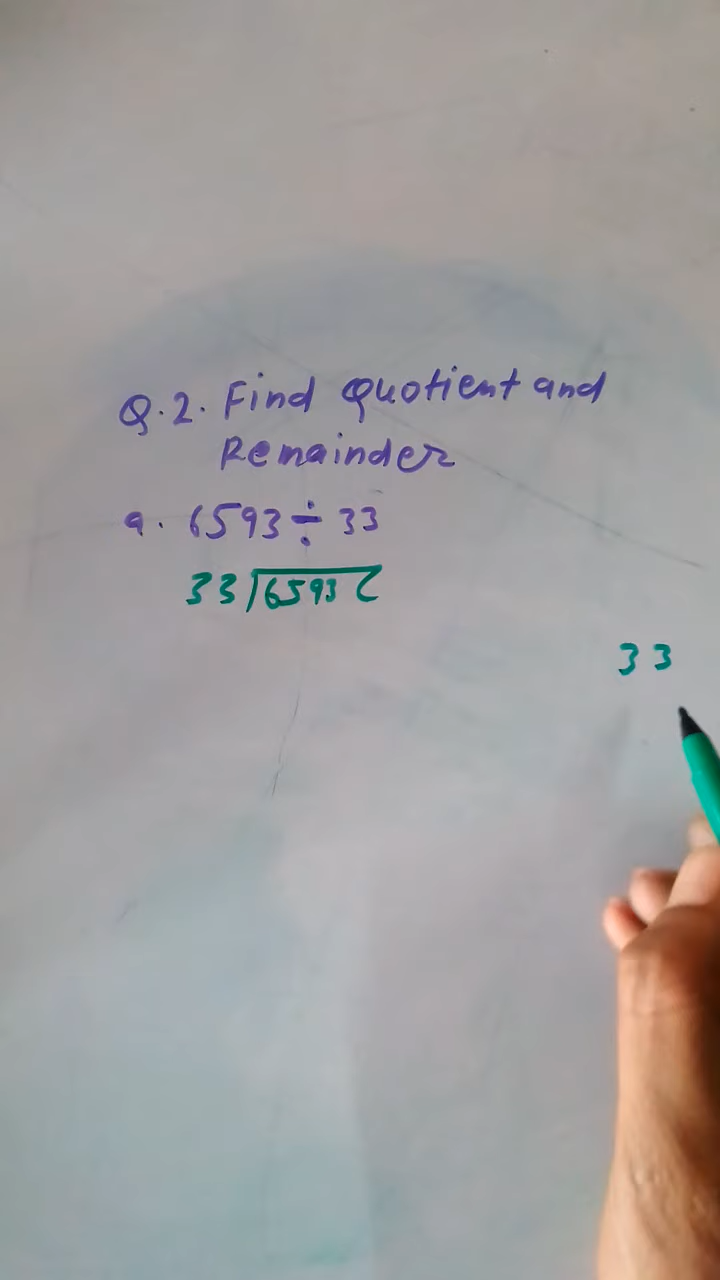 Q.2. Find Quotient and
Remainder
a. 6593 ÷ 33
33)6593(
33